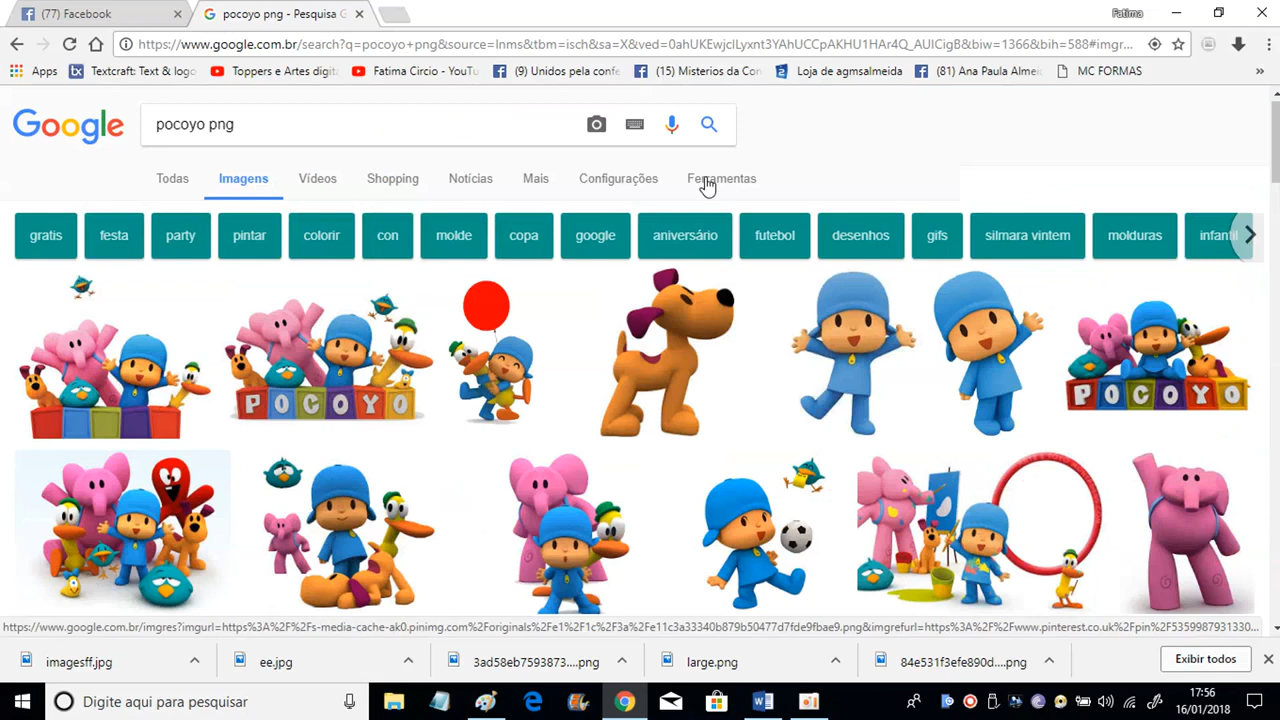 (77) Facebook
pocoyo png - Pesquisa G
Fatima
https://www.google.com.br/search?q=pocoyo+png&source=lnms&tbm=isch&sa=X&ved=0ahUKEwjcILyxnt3YAhUCCpAKHU1HAr4Q_AUICigB&biw=1366&bih=588#imgr...
Apps
Textcraft: Text & logo
Toppers e Artes digit
Fatima Circio - YouTu
(9) Unidos pela confe
(15) Misterios da Con
Loja de agmsalmeida
(81) Ana Paula Almei
MC FORMAS
Google
pocoyo png
Todas
Imagens
Vídeos
Shopping
Notícias
Mais
Configurações
Ferramentas
gratis
festa
party
pintar
colorir
con
molde
copa
google
aniversário
futebol
desenhos
gifs
silmara vintem
molduras
infantil
POCOYO
POCOYO
https://www.google.com.br/imgres?imgurl=https%3A%2F%2Fs-media-cache-ak0.pinimg.com%2Foriginals%2Fe1%2F1c%2F3a%2Fe11c3a33340b879b50477d7fde9fbae9.png&imgrefurl=https%3A%2F%2Fwww.pinterest.co.uk%2Fpin%2F5359987931330...
imagesff.jpg
ee.jpg
3ad58eb7593873....png
large.png
84e531f3efe890d....png
Exibir todos
Digite aqui para pesquisar
17:56
16/01/2018